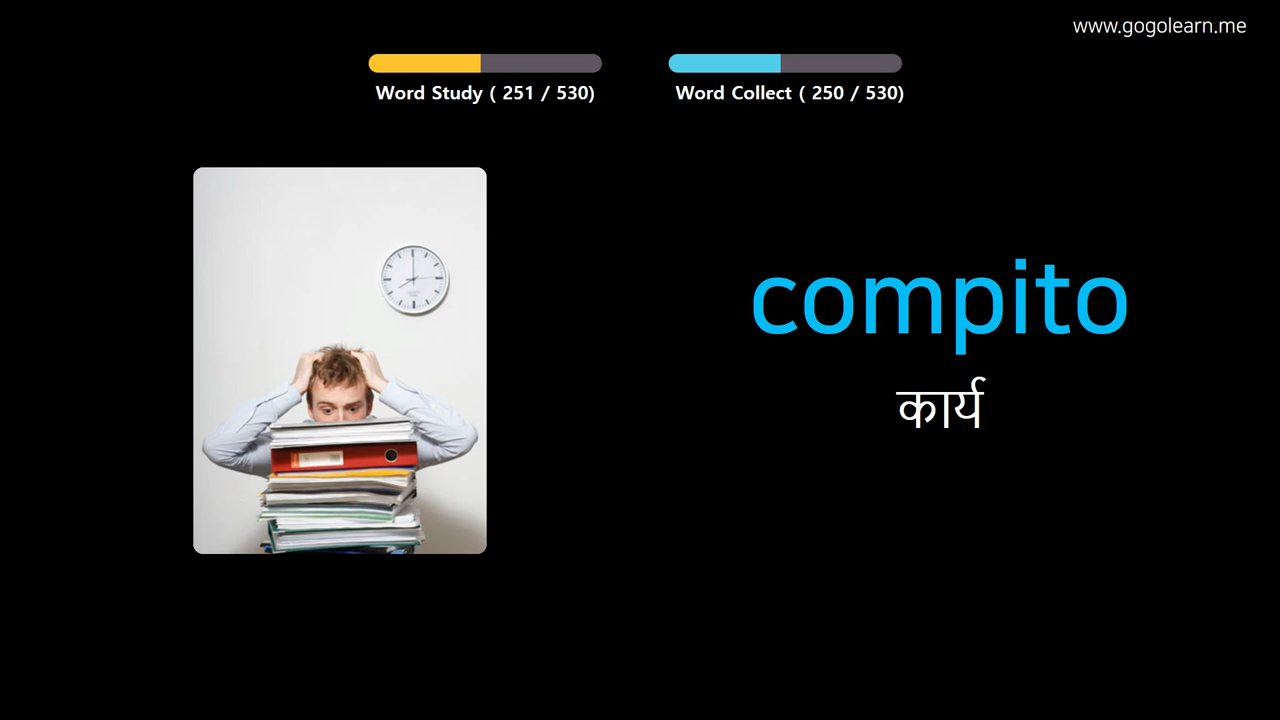 www.gogolearn.me
Word Study ( 251 / 530)
Word Collect ( 250 / 530)
compito
कार्य